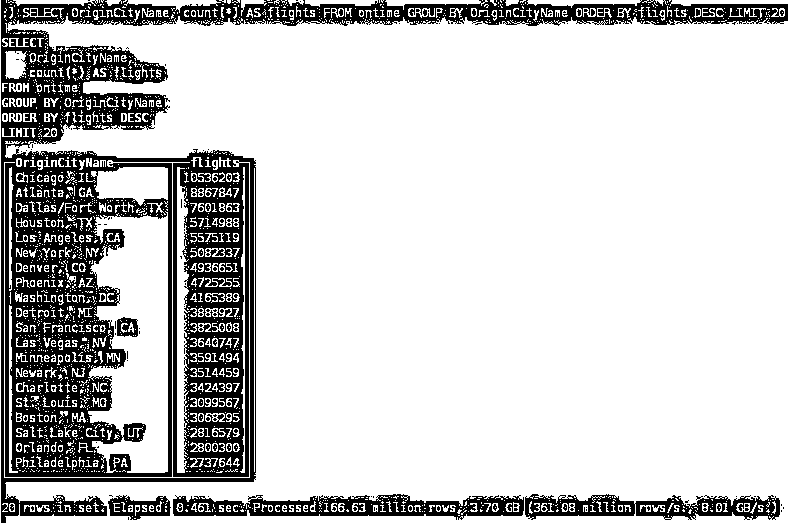 :) SELECT OriginCityName, count(*) AS flights FROM ontime GROUP BY OriginCityName ORDER BY flights DESC LIMIT 20
SELECT
OriginCityName,
count(*) AS flights
FROM ontime
GROUP BY OriginCityName
ORDER BY flights DESC
LIMIT 20
OriginCityName flights
Chicago, IL 10536203
Atlanta, GA 8867847
Dallas/Fort Worth, TX 7601863
Houston, TX 5714988
Los Angeles, CA 5575119
New York, NY 5082337
Denver, CO 4936651
Phoenix, AZ 4725255
Washington, DC 4165389
Detroit, MI 3888927
San Francisco, CA 3825008
Las Vegas, NV 3640747
Minneapolis, MN 3591494
Newark, NJ 3514459
Charlotte, NC 3424397
St. Louis, MO 3099567
Boston, MA 3068295
Salt Lake City, UT 2816579
Orlando, FL 2800300
Philadelphia, PA 2737644
20 rows in set. Elapsed: 0.461 sec. Processed 166.63 million rows, 3.70 GB (361.08 million rows/s., 8.01 GB/s.)